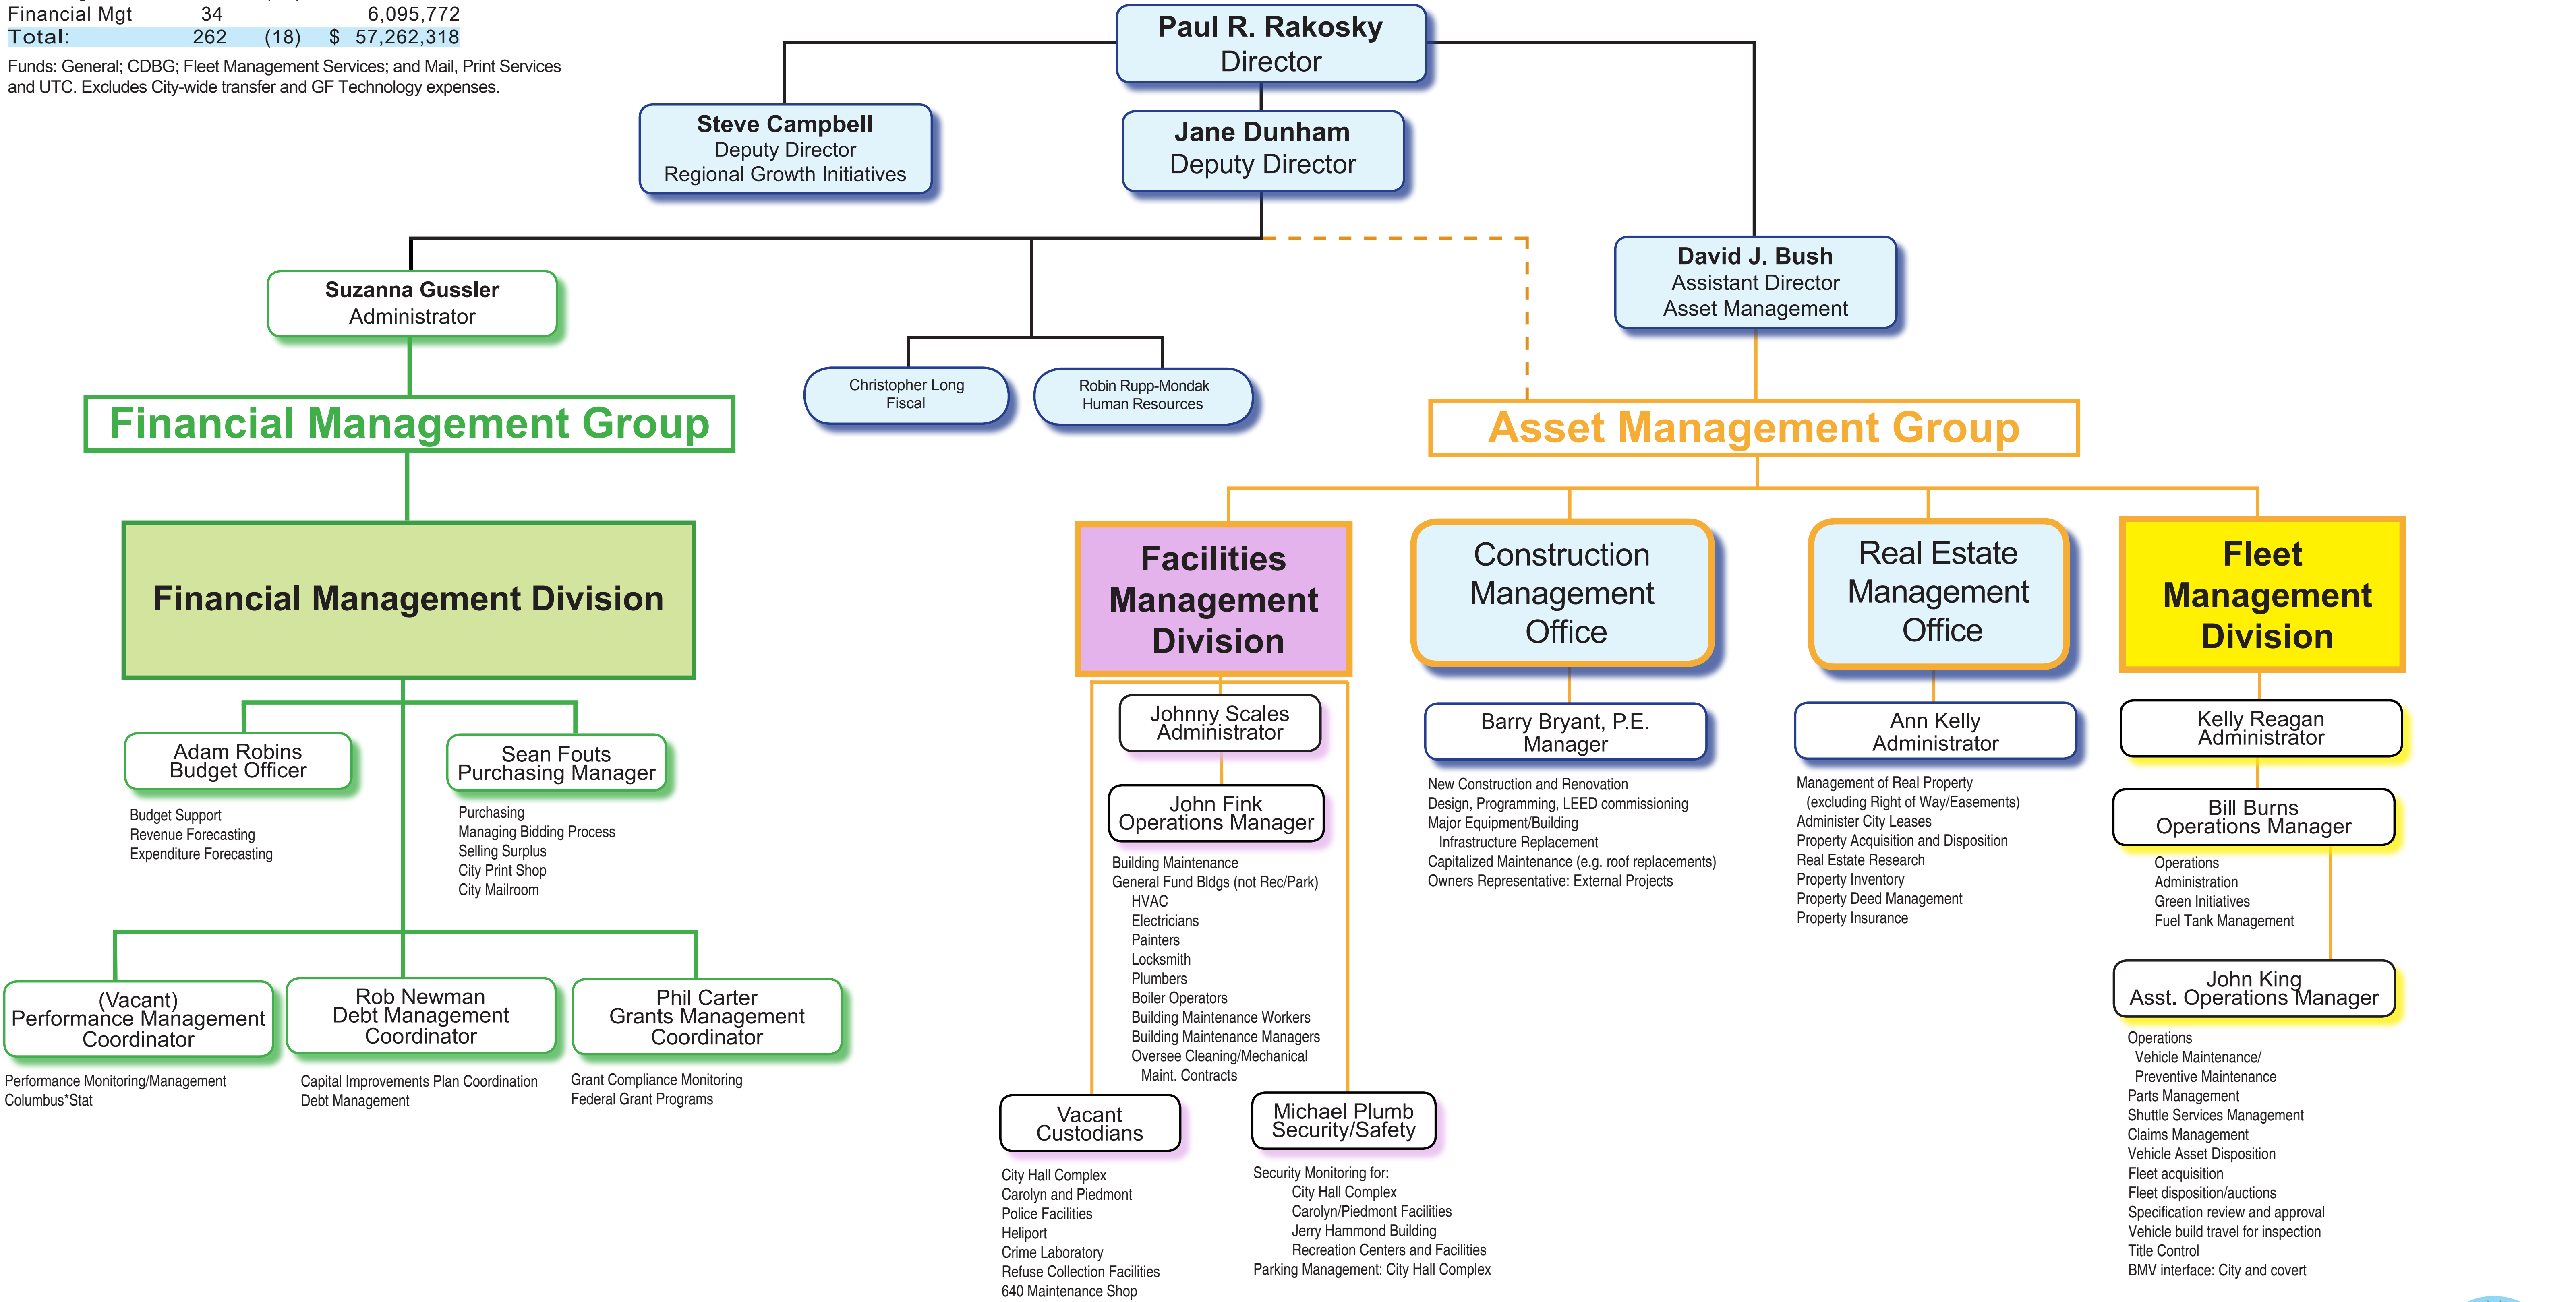 Financial Mgt 34 6,095,772
Total: 262 (18) $ 57,262,318
Funds: General; CDBG; Fleet Management Services; and Mail, Print Services
and UTC. Excludes City-wide transfer and GF Technology expenses.
Paul R. Rakosky
Director
Steve Campbell
Deputy Director
Regional Growth Initiatives
Jane Dunham
Deputy Director
David J. Bush
Assistant Director
Asset Management
Suzanna Gussler
Administrator
Christopher Long
Fiscal
Robin Rupp-Mondak
Human Resources
Financial Management Group
Asset Management Group
Financial Management Division
Adam Robins
Budget Officer
Budget Support
Revenue Forecasting
Expenditure Forecasting
Sean Fouts
Purchasing Manager
Purchasing
Managing Bidding Process
Selling Surplus
City Print Shop
City Mailroom
(Vacant)
Performance Management
Coordinator
Performance Monitoring/Management
Columbus*Stat
Rob Newman
Debt Management
Coordinator
Capital Improvements Plan Coordination
Debt Management
Phil Carter
Grants Management
Coordinator
Grant Compliance Monitoring
Federal Grant Programs
Facilities
Management
Division
Johnny Scales
Administrator
John Fink
Operations Manager
Building Maintenance
General Fund Bldgs (not Rec/Park)
HVAC
Electricians
Painters
Locksmith
Plumbers
Boiler Operators
Building Maintenance Workers
Building Maintenance Managers
Oversee Cleaning/Mechanical
Maint. Contracts
Vacant
Custodians
City Hall Complex
Carolyn and Piedmont
Police Facilities
Heliport
Crime Laboratory
Refuse Collection Facilities
640 Maintenance Shop
Michael Plumb
Security/Safety
Security Monitoring for:
City Hall Complex
Carolyn/Piedmont Facilities
Jerry Hammond Building
Recreation Centers and Facilities
Parking Management: City Hall Complex
Construction
Management
Office
Barry Bryant, P.E.
Manager
New Construction and Renovation
Design, Programming, LEED commissioning
Major Equipment/Building
Infrastructure Replacement
Capitalized Maintenance (e.g. roof replacements)
Owners Representative: External Projects
Real Estate
Management
Office
Ann Kelly
Administrator
Management of Real Property
(excluding Right of Way/Easements)
Administer City Leases
Property Acquisition and Disposition
Real Estate Research
Property Inventory
Property Deed Management
Property Insurance
Fleet
Management
Division
Kelly Reagan
Administrator
Bill Burns
Operations Manager
Operations
Administration
Green Initiatives
Fuel Tank Management
John King
Asst. Operations Manager
Operations
Vehicle Maintenance/
Preventive Maintenance
Parts Management
Shuttle Services Management
Claims Management
Vehicle Asset Disposition
Fleet acquisition
Fleet disposition/auctions
Specification review and approval
Vehicle build travel for inspection
Title Control
BMV interface: City and covert